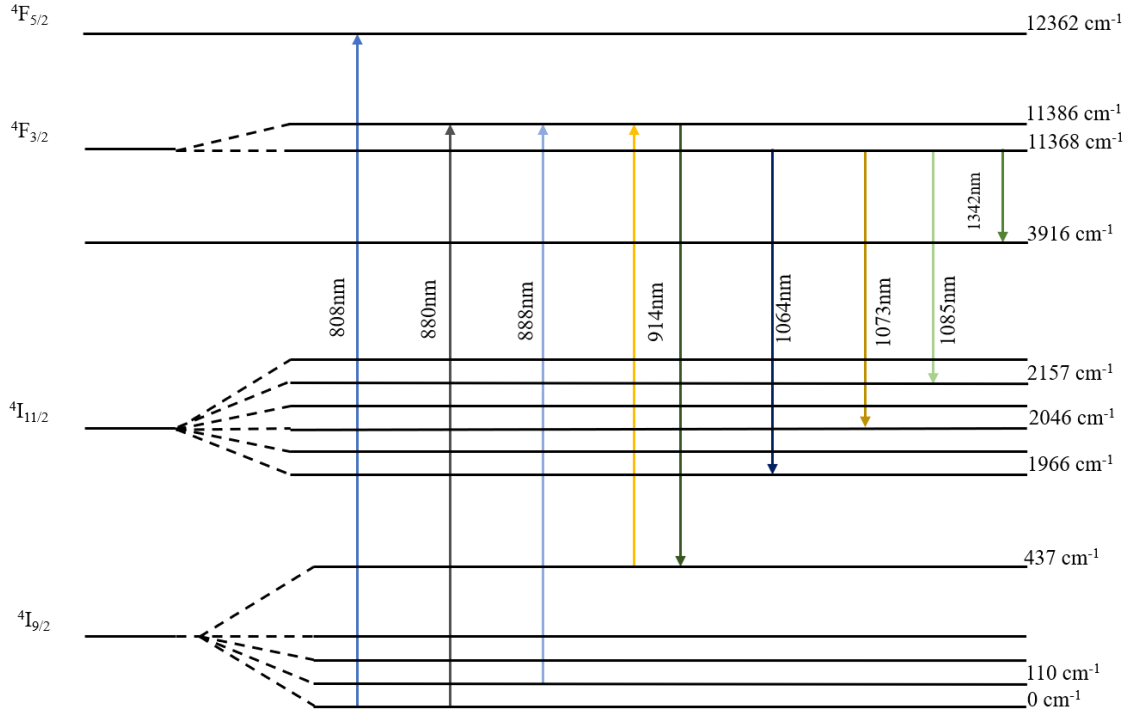 ⁴F₅/₂
12362 cm⁻¹
11386 cm⁻¹
⁴F₃/₂
11368 cm⁻¹
1342nm
3916 cm⁻¹
808nm
880nm
888nm
914nm
1064nm
1073nm
1085nm
2157 cm⁻¹
⁴I₁₁/₂
2046 cm⁻¹
1966 cm⁻¹
437 cm⁻¹
⁴I₉/₂
110 cm⁻¹
0 cm⁻¹